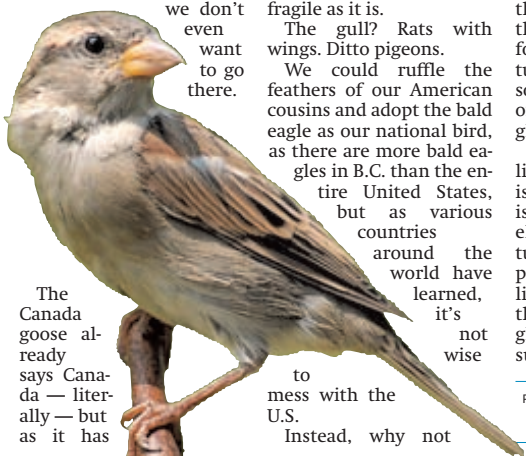 we don't
even
want
to go
there.
The
Canada
goose al-
ready
says Cana-
da — liter-
ally — but
as it has
fragile as it is.
The gull? Rats with
wings. Ditto pigeons.
We could ruffle the
feathers of our American
cousins and adopt the bald
eagle as our national bird,
as there are more bald ea-
gles in B.C. than the en-
tire United States,
but as various
countries
around the
world have
learned,
it's
not
wise
to
mess with the
U.S.
Instead, why not